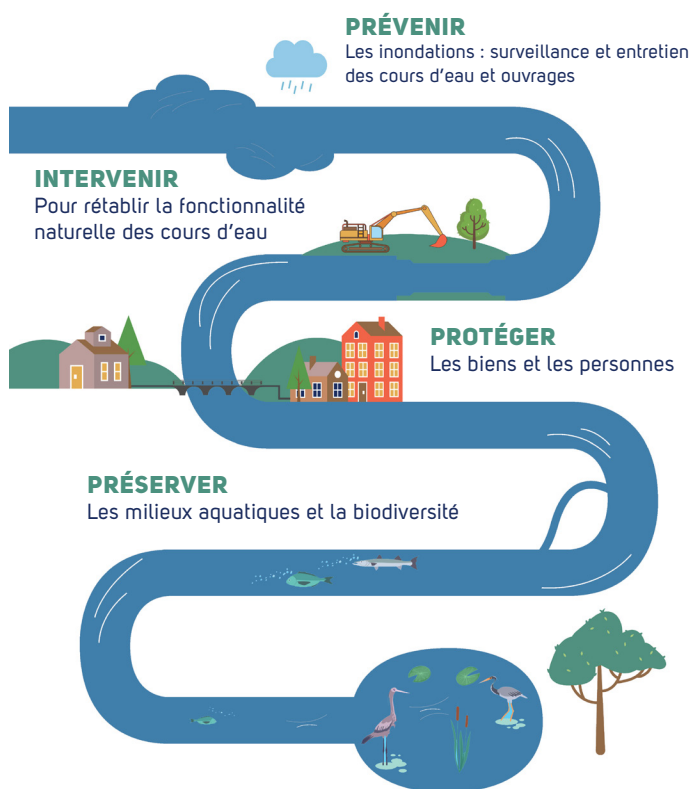 PRÉVENIR
Les inondations : surveillance et entretien
des cours d'eau et ouvrages
INTERVENIR
Pour rétablir la fonctionnalité
naturelle des cours d'eau
PROTÉGER
Les biens et les personnes
PRÉSERVER
Les milieux aquatiques et la biodiversité